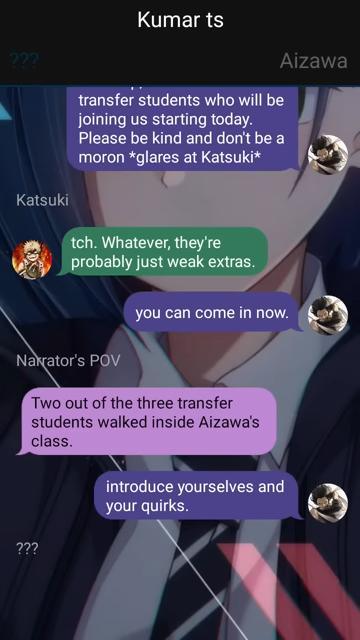 Kumar ts
??? Aizawa
transfer students who will be
joining us starting today.
Please be kind and don't be a
moron *glares at Katsuki*
Katsuki
tch. Whatever, they're
probably just weak extras.
you can come in now.
Narrator's POV
Two out of the three transfer
students walked inside Aizawa's
class.
introduce yourselves and
your quirks.
???